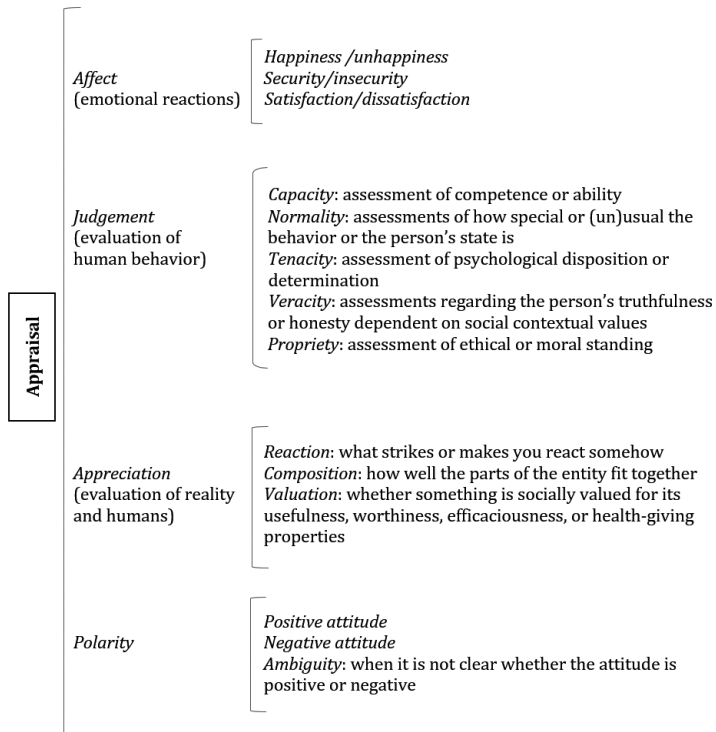 Appraisal
Affect
(emotional reactions)
Happiness /unhappiness
Security/insecurity
Satisfaction/dissatisfaction
Judgement
(evaluation of
human behavior)
Capacity: assessment of competence or ability
Normality: assessments of how special or (un)usual the
behavior or the person’s state is
Tenacity: assessment of psychological disposition or
determination
Veracity: assessments regarding the person’s truthfulness
or honesty dependent on social contextual values
Propriety: assessment of ethical or moral standing
Appreciation
(evaluation of reality
and humans)
Reaction: what strikes or makes you react somehow
Composition: how well the parts of the entity fit together
Valuation: whether something is socially valued for its
usefulness, worthiness, efficaciousness, or health-giving
properties
Polarity
Positive attitude
Negative attitude
Ambiguity: when it is not clear whether the attitude is
positive or negative